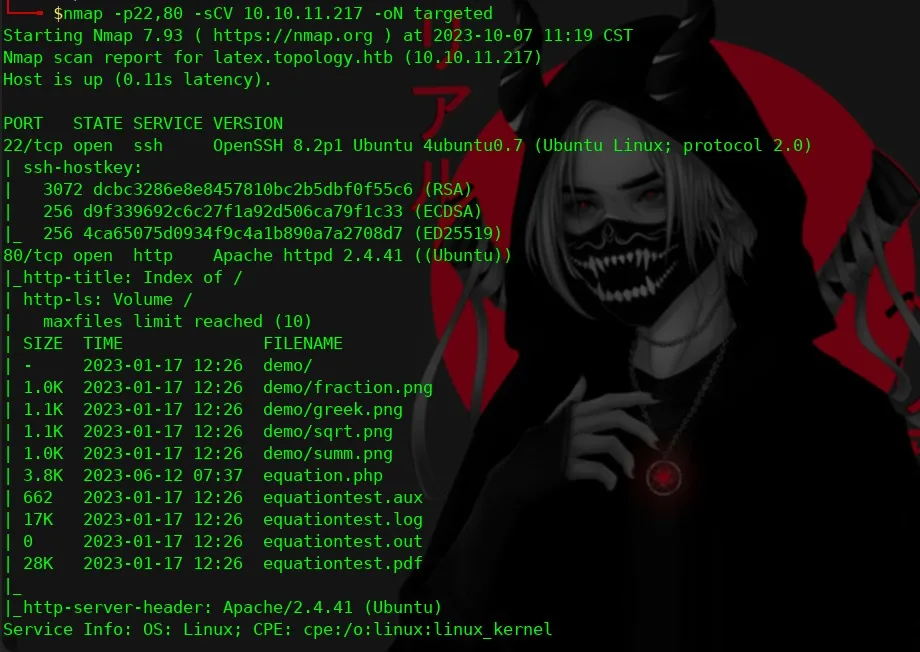 $nmap -p22,80 -sCV 10.10.11.217 -oN targeted
Starting Nmap 7.93 ( https://nmap.org ) at 2023-10-07 11:19 CST
Nmap scan report for latex.topology.htb (10.10.11.217)
Host is up (0.11s latency).
PORT   STATE SERVICE VERSION
22/tcp open  ssh     OpenSSH 8.2p1 Ubuntu 4ubuntu0.7 (Ubuntu Linux; protocol 2.0)
| ssh-hostkey:
|   3072 dcbc3286e8e8457810bc2b5dbf0f55c6 (RSA)
|   256 d9f339692c6c27f1a92d506ca79f1c33 (ECDSA)
|_  256 4ca65075d0934f9c4a1b890a7a2708d7 (ED25519)
80/tcp open  http    Apache httpd 2.4.41 ((Ubuntu))
|_http-title: Index of /
| http-ls: Volume /
|   maxfiles limit reached (10)
| SIZE  TIME              FILENAME
| -     2023-01-17 12:26  demo/
| 1.0K  2023-01-17 12:26  demo/fraction.png
| 1.1K  2023-01-17 12:26  demo/greek.png
| 1.1K  2023-01-17 12:26  demo/sqrt.png
| 1.0K  2023-01-17 12:26  demo/summ.png
| 3.8K  2023-06-12 07:37  equation.php
| 662   2023-01-17 12:26  equationtest.aux
| 17K   2023-01-17 12:26  equationtest.log
| 0     2023-01-17 12:26  equationtest.out
| 28K   2023-01-17 12:26  equationtest.pdf
|_
|_http-server-header: Apache/2.4.41 (Ubuntu)
Service Info: OS: Linux; CPE: cpe:/o:linux:linux_kernel